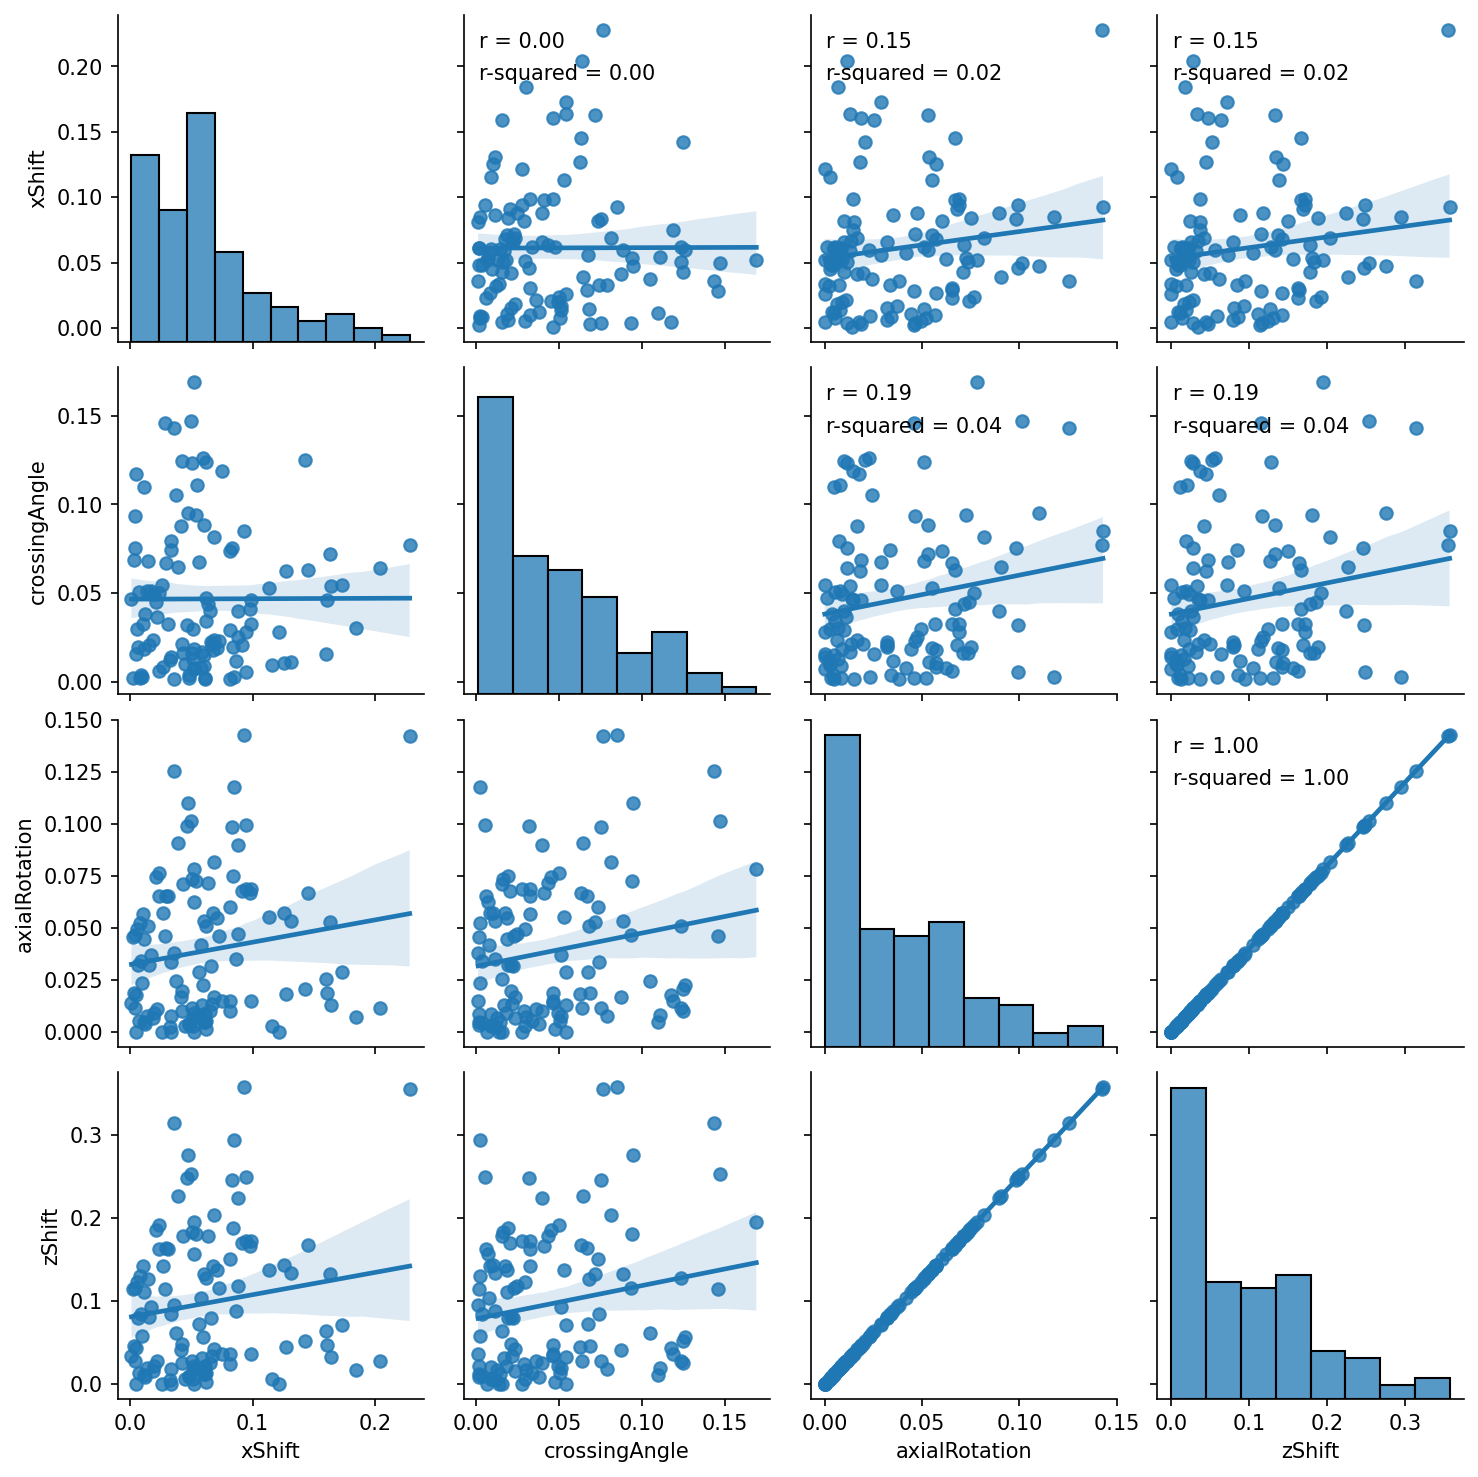 r = 0.00
r-squared = 0.00
r = 0.15
r-squared = 0.02
r = 0.15
r-squared = 0.02
0.20
0.15
0.10
0.05
0.00
xShift
r = 0.19
r-squared = 0.04
r = 0.19
r-squared = 0.04
0.15
0.10
0.05
0.00
crossingAngle
r = 1.00
r-squared = 1.00
0.150
0.125
0.100
0.075
0.050
0.025
0.000
axialRotation
0.3
0.2
0.1
0.0
zShift
0.0 0.1 0.2
xShift
0.00 0.05 0.10 0.15
crossingAngle
0.00 0.05 0.10 0.15
axialRotation
0.0 0.1 0.2 0.3
zShift